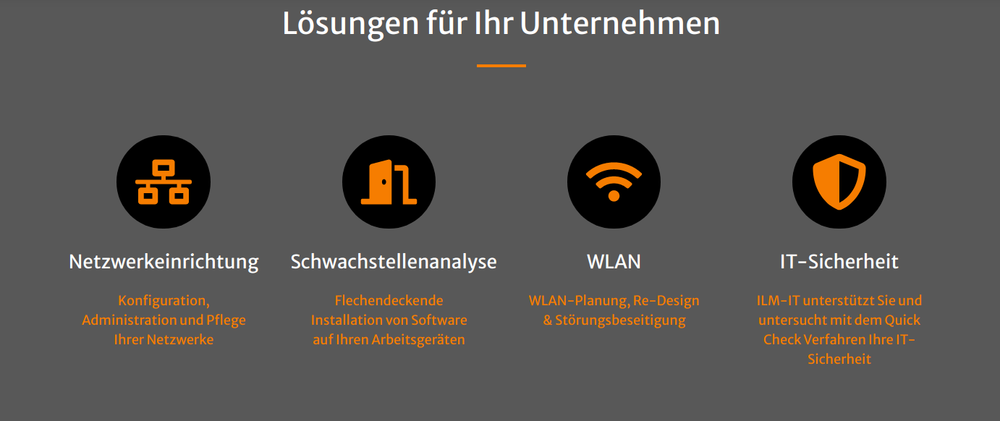 Lösungen für Ihr Unternehmen
Netzwerkeinrichtung
Konfiguration,
Administration und Pflege
Ihrer Netzwerke
Schwachstellenanalyse
Flechendeckende
Installation von Software
auf Ihren Arbeitsgeräten
WLAN
WLAN-Planung, Re-Design
& Störungsbeseitigung
IT-Sicherheit
ILM-IT unterstützt Sie und
untersucht mit dem Quick
Check Verfahren Ihre IT-
Sicherheit